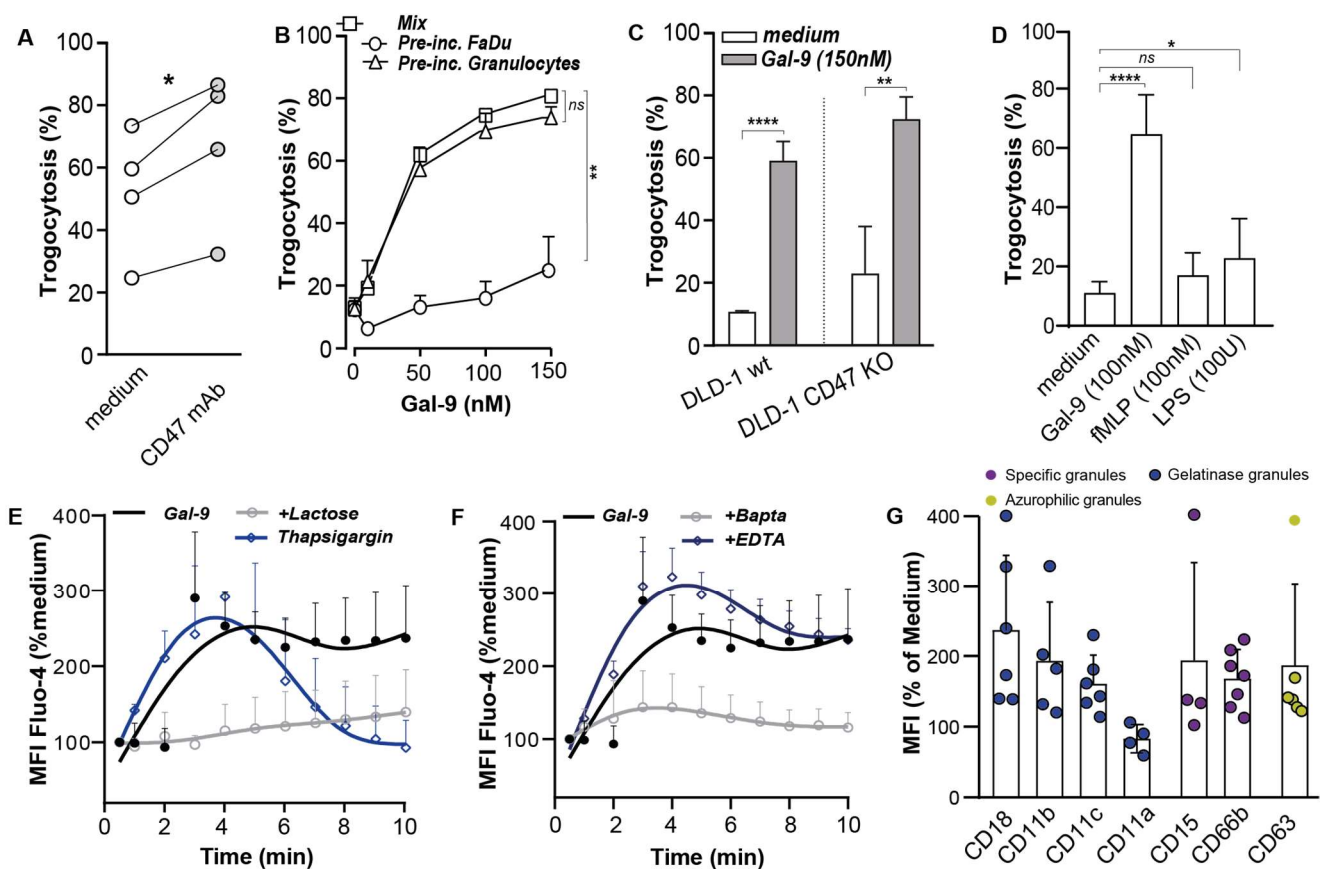 A
100
80
60
40
20
0
Trogocytosis (%)
*
medium
CD47 mAb
B
Mix
Pre-inc. FaDu
Pre-inc. Granulocytes
100
80
60
40
20
0
Trogocytosis (%)
ns
**
0 50 100 150
Gal-9 (nM)
C
medium
Gal-9 (150nM)
100
80
60
40
20
0
Trogocytosis (%)
****
**
DLD-1 wt
DLD-1 CD47 KO
D
100
80
60
40
20
0
Trogocytosis (%)
*
ns
****
medium
Gal-9 (100nM)
fMLP (100nM)
LPS (100U)
E
Gal-9
+Lactose
Thapsigargin
400
300
200
100
MFI Fluo-4 (%medium)
0 2 4 6 8 10
Time (min)
F
Gal-9
+Bapta
+EDTA
400
300
200
100
MFI Fluo-4 (%medium)
0 2 4 6 8 10
Time (min)
Specific granules
Gelatinase granules
Azurophilic granules
G
400
300
200
100
0
MFI (% of Medium)
CD18
CD11b
CD11c
CD11a
CD15
CD66b
CD63